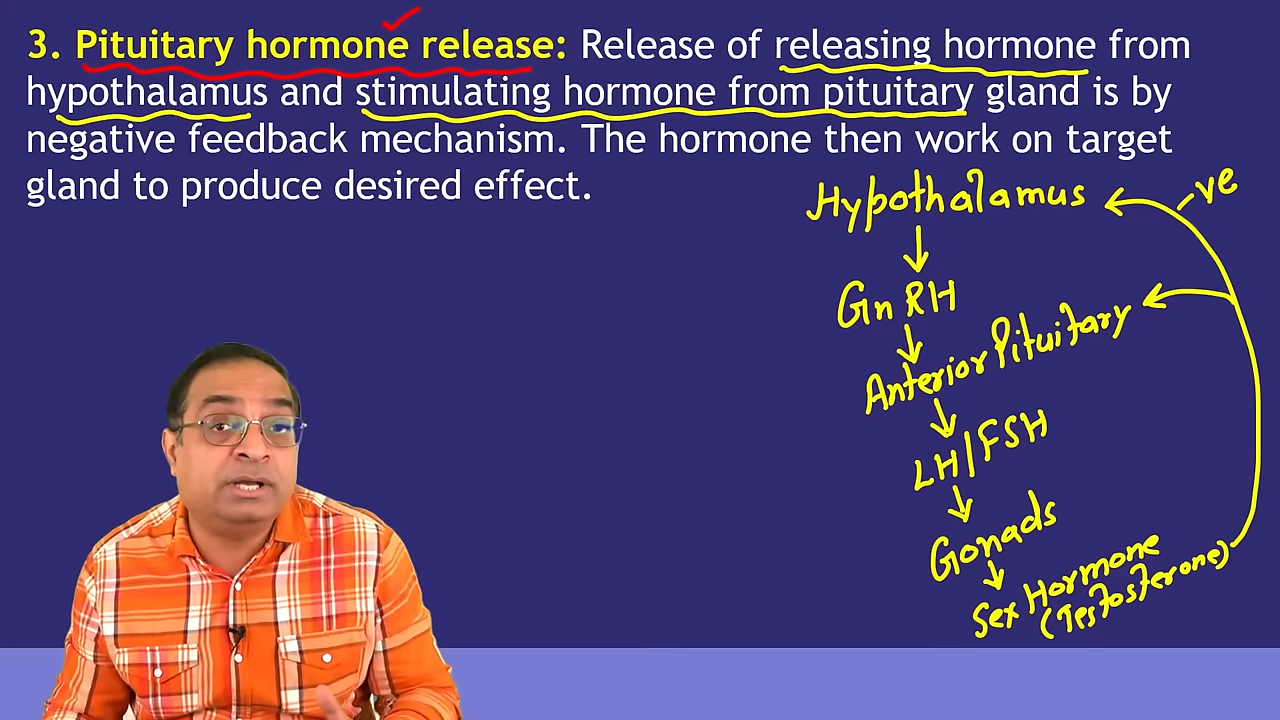 3. Pituitary hormone release: Release of releasing hormone from
hypothalamus and stimulating hormone from pituitary gland is by
negative feedback mechanism. The hormone then work on target
gland to produce desired effect.
-ve
Hypothalamus
GnRH
Anterior Pituitary
LH/FSH
Gonads
Sex Hormone
(Testosterone)